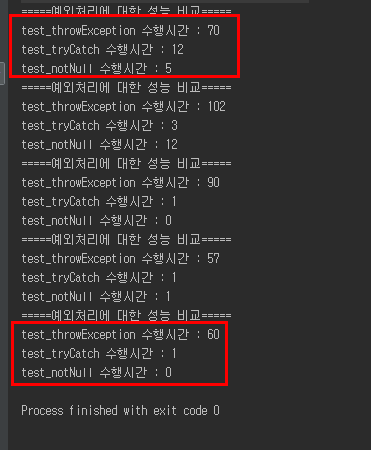 =====예외처리에 대한 성능 비교=====
test_throwException 수행시간 : 70
test_tryCatch 수행시간 : 12
test_notNull 수행시간 : 5
=====예외처리에 대한 성능 비교=====
test_throwException 수행시간 : 102
test_tryCatch 수행시간 : 3
test_notNull 수행시간 : 12
=====예외처리에 대한 성능 비교=====
test_throwException 수행시간 : 90
test_tryCatch 수행시간 : 1
test_notNull 수행시간 : 0
=====예외처리에 대한 성능 비교=====
test_throwException 수행시간 : 57
test_tryCatch 수행시간 : 1
test_notNull 수행시간 : 1
=====예외처리에 대한 성능 비교=====
test_throwException 수행시간 : 60
test_tryCatch 수행시간 : 1
test_notNull 수행시간 : 0
Process finished with exit code 0